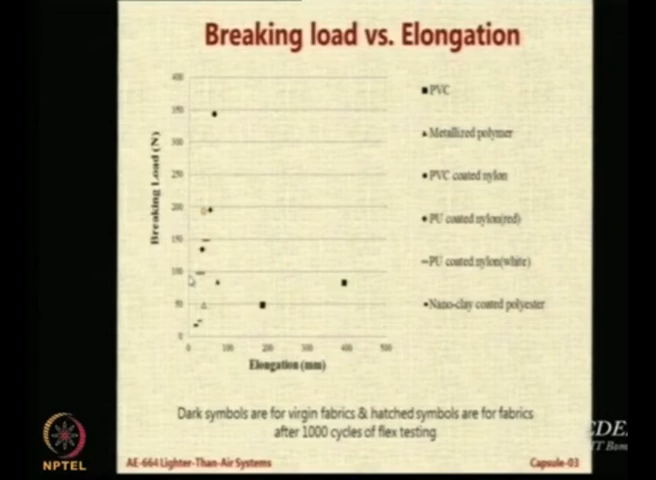 Breaking load vs. Elongation
400
350
300
250
200
150
100
50
0
0 100 200 300 400 500
Breaking Load (N)
Elongation (mm)
PVC
Metallized polymer
PVC coated nylon
PU coated nylon(red)
PU coated nylon(white)
Nano-clay coated polyester
Dark symbols are for virgin fabrics & hatched symbols are for fabrics
after 1000 cycles of flex testing
NPTEL
AE-664 Lighter-Than-Air Systems
Capsule-03
CDE
IT Bom